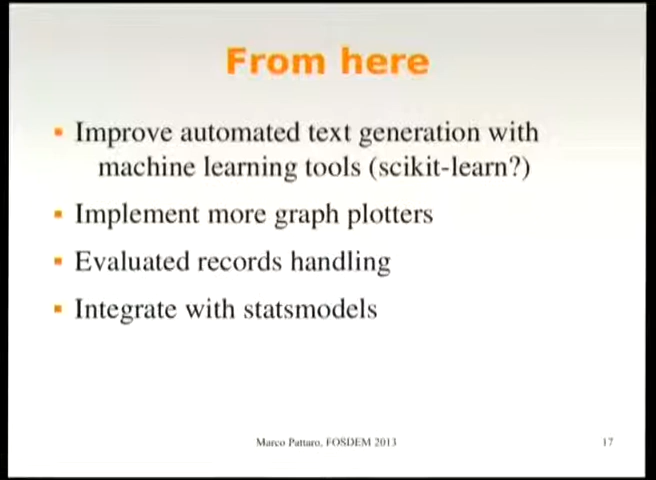 From here
Improve automated text generation with
machine learning tools (scikit-learn?)
Implement more graph plotters
Evaluated records handling
Integrate with statsmodels
Marco Pattaro, FOSDEM 2013
17